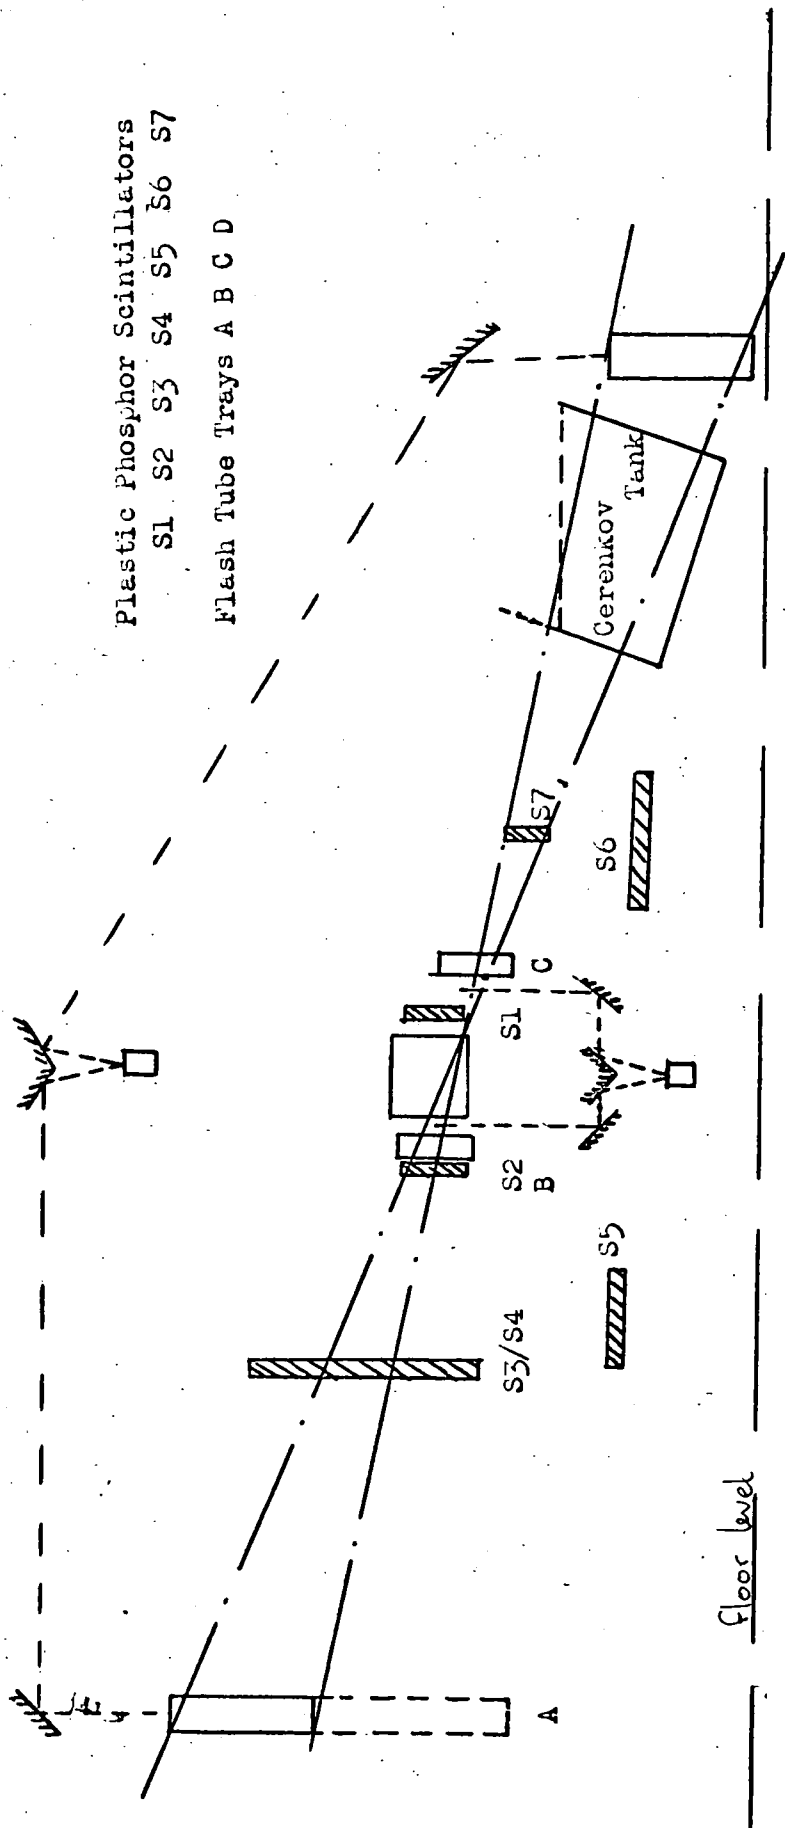 Plastic Phosphor Scintillators
S1 S2 S3 S4 S5 S6 S7
Flash Tube Trays A B C D
A
S3/S4
S5
S2
B
S1
C
S7
S6
Cerenkov
Tank
floor level